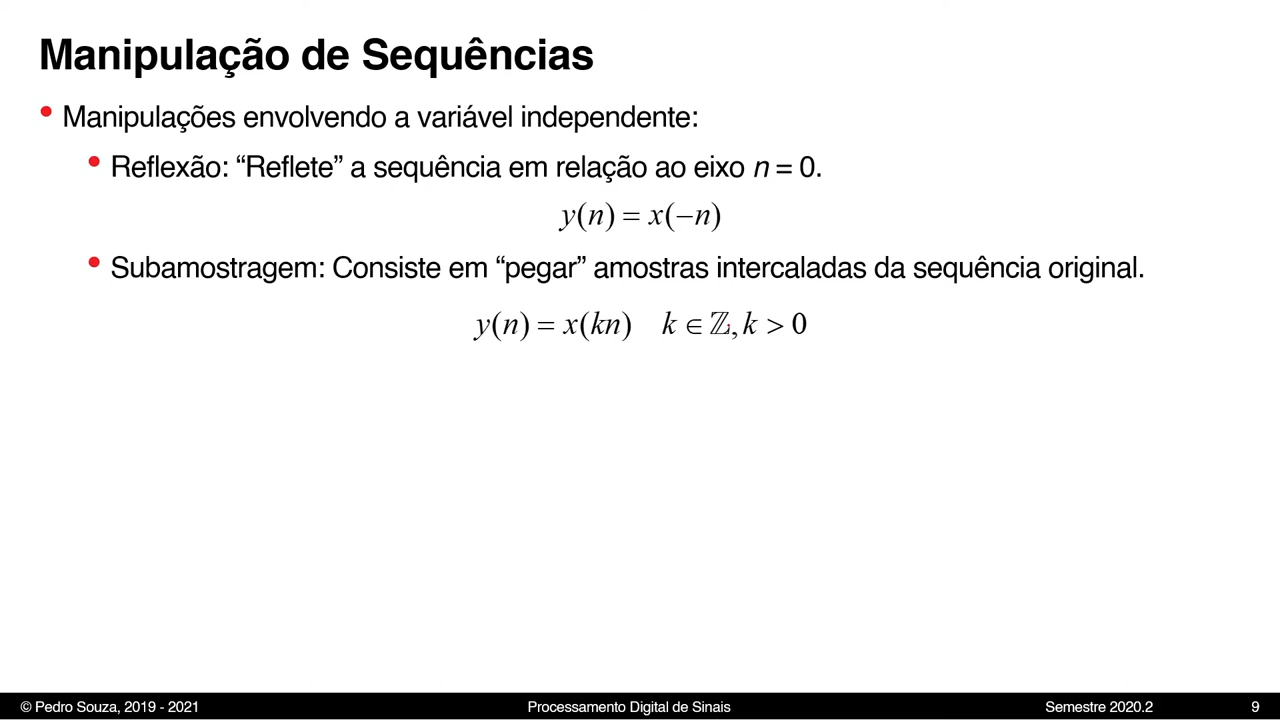 Manipulação de Sequências
• Manipulações envolvendo a variável independente:
• Reflexão: “Reflete” a sequência em relação ao eixo n = 0.
y(n) = x(−n)
• Subamostragem: Consiste em “pegar” amostras intercaladas da sequência original.
y(n) = x(kn) k ∈ ℤ, k > 0
© Pedro Souza, 2019 - 2021 Processamento Digital de Sinais Semestre 2020.2 9